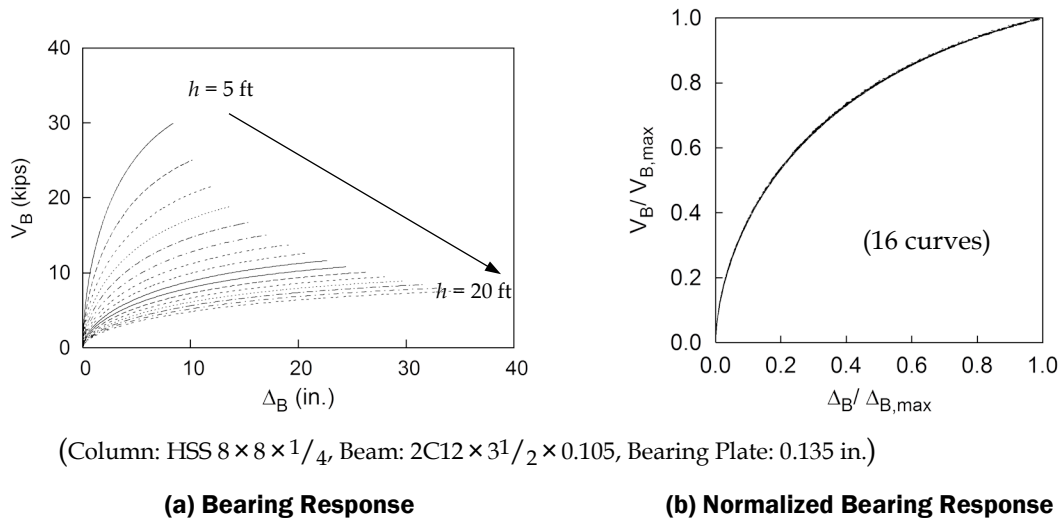 40
30
20
10
0
V_B (kips)
h = 5 ft
h = 20 ft
0 10 20 30 40
Δ_B (in.)
1.0
0.8
0.6
0.4
0.2
0.0
V_B/ V_B,max
(16 curves)
0.0 0.2 0.4 0.6 0.8 1.0
Δ_B/ Δ_B,max
(Column: HSS 8 × 8 × 1/4, Beam: 2C12 × 3 1/2 × 0.105, Bearing Plate: 0.135 in.)
(a) Bearing Response
(b) Normalized Bearing Response